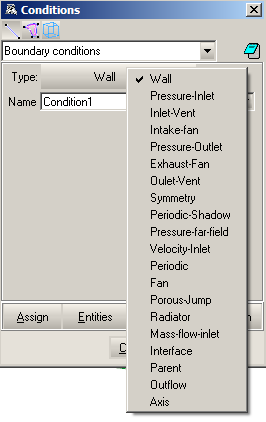 Conditions
Boundary conditions
Type: Wall
Name Condition1
Wall
Pressure-Inlet
Inlet-Vent
Intake-fan
Pressure-Outlet
Exhaust-Fan
Oulet-Vent
Symmetry
Periodic-Shadow
Pressure-far-field
Velocity-Inlet
Periodic
Fan
Porous-Jump
Radiator
Mass-flow-inlet
Interface
Parent
Outflow
Axis
Assign Entities